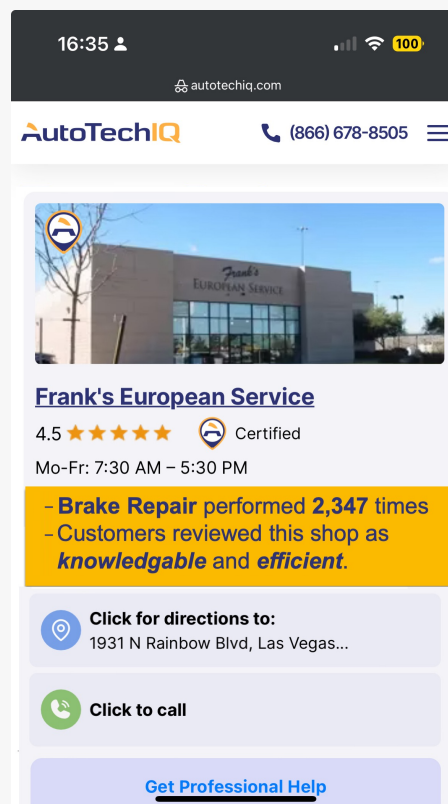 16:35
100
autotechiq.com
AutoTechIQ
(866) 678-8505
Frank's
EUROPEAN SERVICE
Frank's European Service
4.5
Certified
Mo-Fr: 7:30 AM – 5:30 PM
– Brake Repair performed 2,347 times
– Customers reviewed this shop as
knowledgable and efficient.
Click for directions to:
1931 N Rainbow Blvd, Las Vegas...
Click to call
Get Professional Help